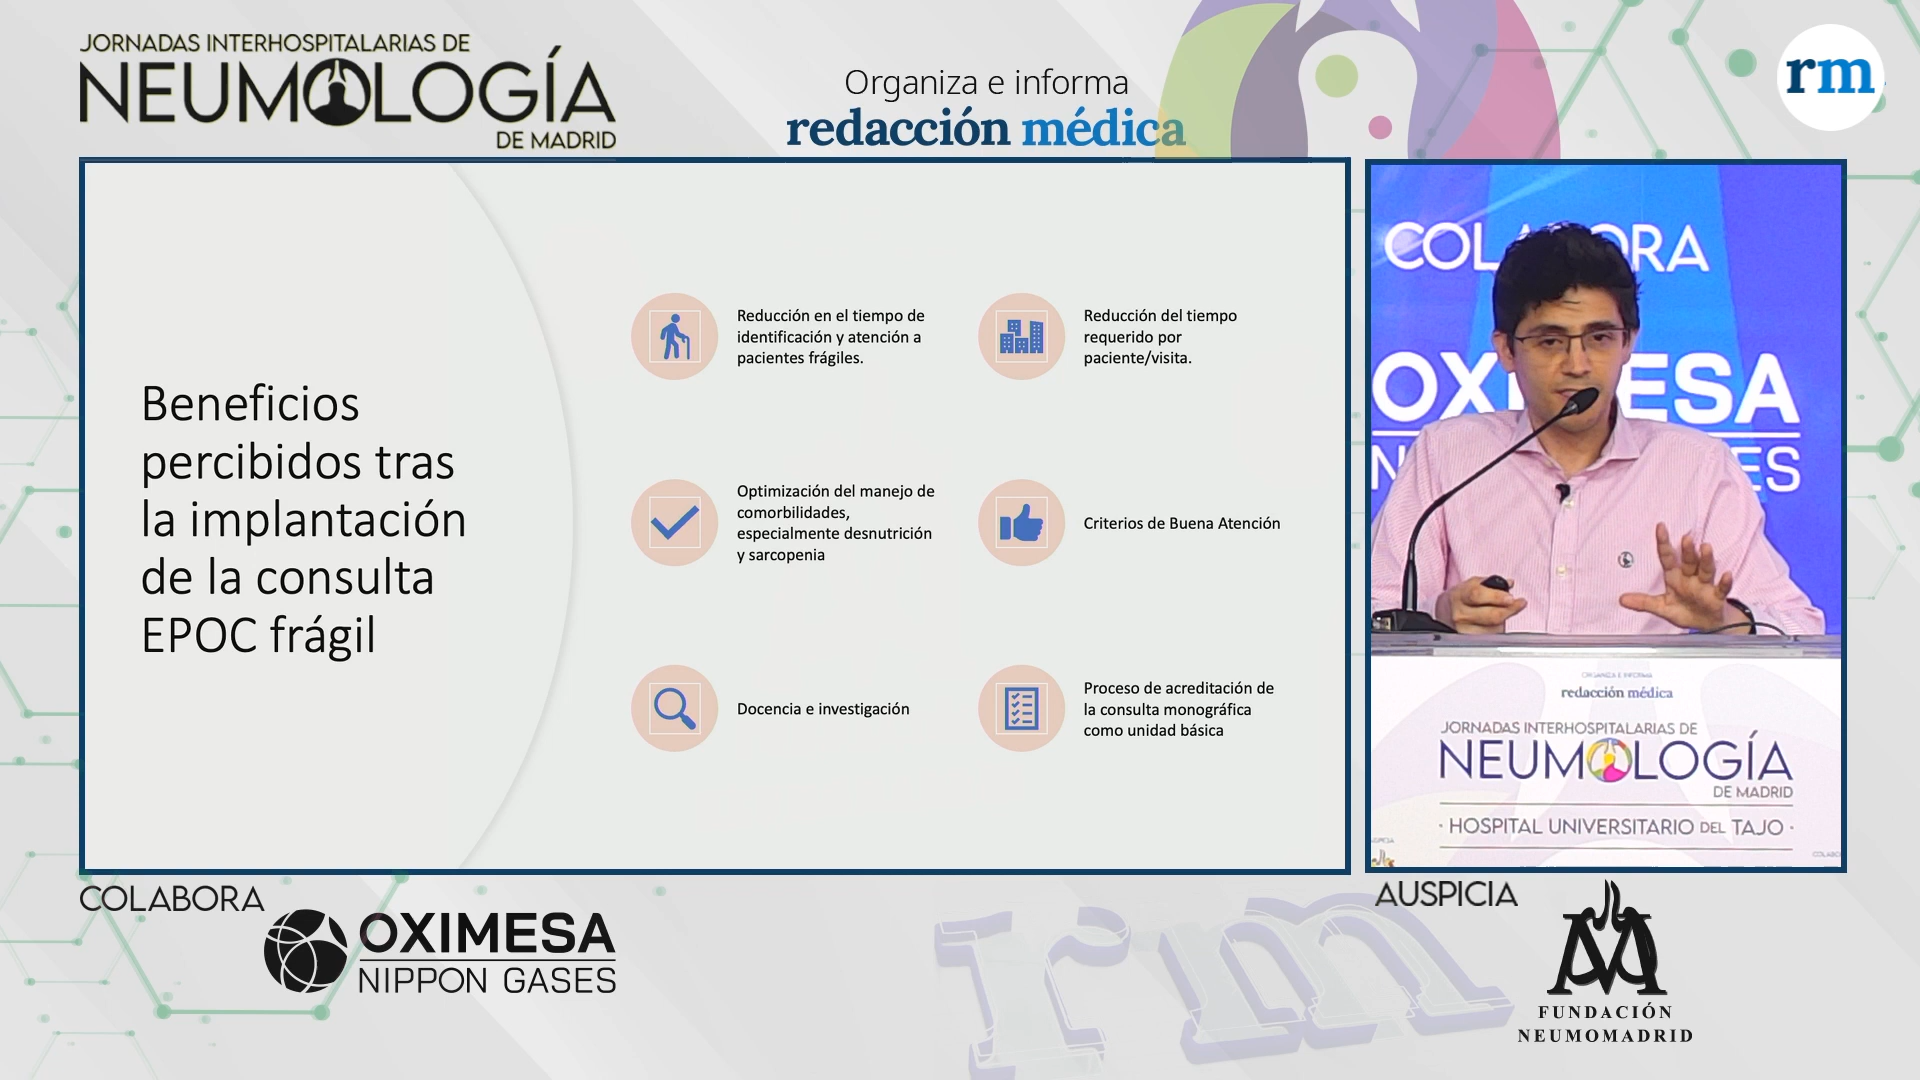 JORNADAS INTERHOSPITALARIAS DE
NEUMOLOGÍA
DE MADRID
Organiza e informa
redacción médica
rm
Beneficios
percibidos tras
la implantación
de la consulta
EPOC frágil
Reducción en el tiempo de
identificación y atención a
pacientes frágiles.
Reducción del tiempo
requerido por
paciente/visita.
Optimización del manejo de
comorbilidades,
especialmente desnutrición
y sarcopenia
Criterios de Buena Atención
Docencia e investigación
Proceso de acreditación de
la consulta monográfica
como unidad básica
ORGANIZA E INFORMA
redacción médica
JORNADAS INTERHOSPITALARIAS DE
NEUMOLOGÍA
DE MADRID
· HOSPITAL UNIVERSITARIO DEL TAJO ·
COLABORA
OXIMESA
NIPPON GASES
rm
AUSPICIA
FUNDACIÓN
NEUMOMADRID